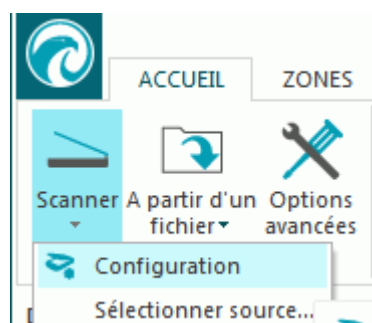 ACCUEIL ZONES
Scanner A partir d'un Options
fichier avancées
Configuration
Sélectionner source...